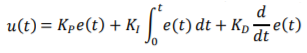 u(t) = K_P e(t) + K_I ∫_0^t e(t) dt + K_D d/dt e(t)